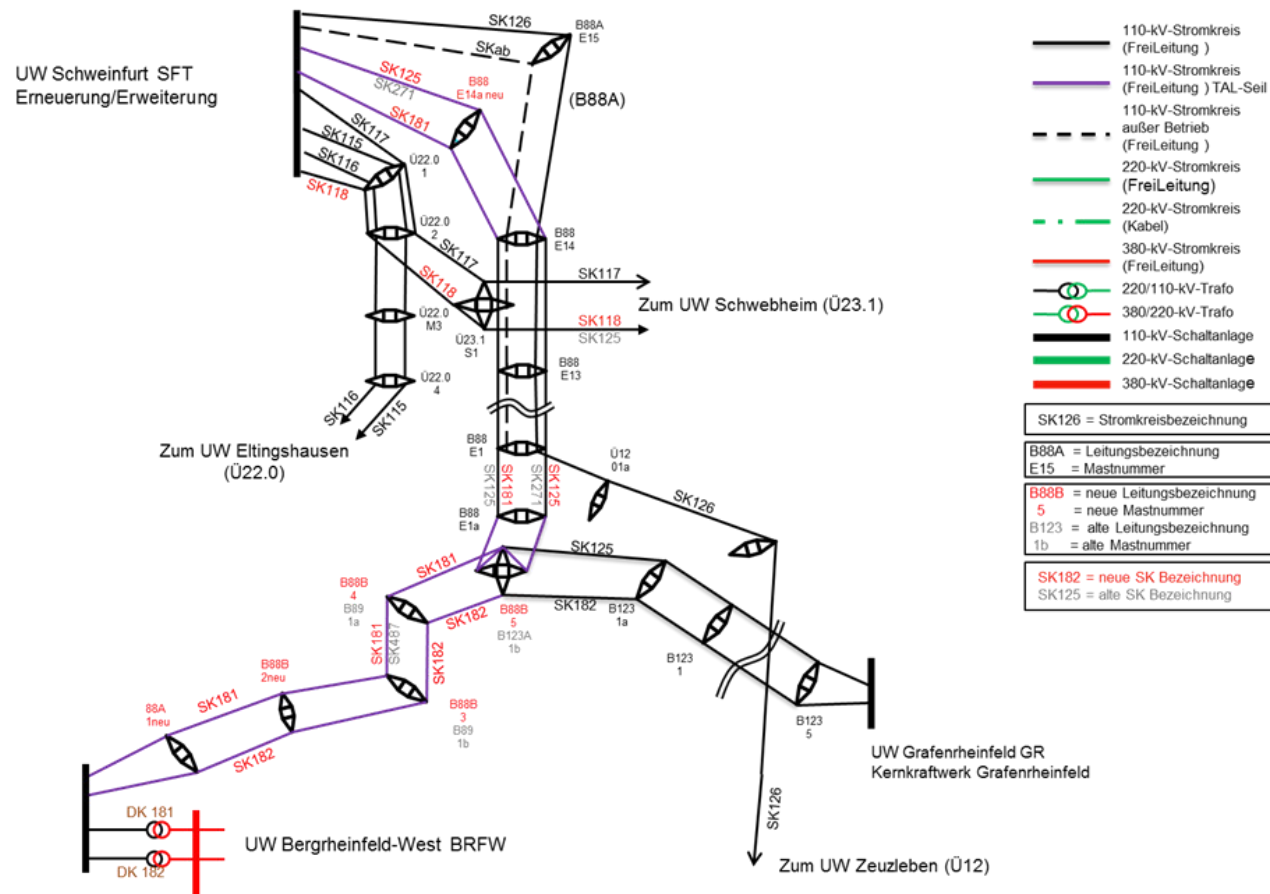 UW Schweinfurt SFT
Erneuerung/Erweiterung
SK126
SKab
SK125
SK271
SK181
SK117
SK115
SK116
SK118
B88A
E15
(B88A)
B88
E14a neu
Ü22.0
1
Ü22.0
2
SK117
SK118
B88
E14
SK117
Zum UW Schwebheim (Ü23.1)
SK118
SK125
Ü22.0
M3
Ü23.1
S1
B88
E13
Ü22.0
4
SK116
SK115
Zum UW Eltingshausen
(Ü22.0)
B88
E1
SK125
SK181
SK271
SK125
Ü12
01a
SK126
B88
E1a
SK125
SK182
SK181
SK182
B88B
4
B89
1a
B88B
5
B123A
1b
B123
1a
B123
1
SK181
SK487
SK182
B88B
2neu
B88B
3
B89
1b
B123
5
88A
1neu
SK181
SK182
UW Grafenrheinfeld GR
Kernkraftwerk Grafenrheinfeld
SK126
DK 181
DK 182
UW Bergrheinfeld-West BRFW
Zum UW Zeuzleben (Ü12)
110-kV-Stromkreis
(FreiLeitung )
110-kV-Stromkreis
(FreiLeitung ) TAL-Seil
110-kV-Stromkreis
außer Betrieb
(FreiLeitung )
220-kV-Stromkreis
(FreiLeitung)
220-kV-Stromkreis
(Kabel)
380-kV-Stromkreis
(FreiLeitung)
220/110-kV-Trafo
380/220-kV-Trafo
110-kV-Schaltanlage
220-kV-Schaltanlage
380-kV-Schaltanlage
SK126 = Stromkreisbezeichnung
B88A = Leitungsbezeichnung
E15 = Mastnummer
B88B = neue Leitungsbezeichnung
5 = neue Mastnummer
B123 = alte Leitungsbezeichnung
1b = alte Mastnummer
SK182 = neue SK Bezeichnung
SK125 = alte SK Bezeichnung